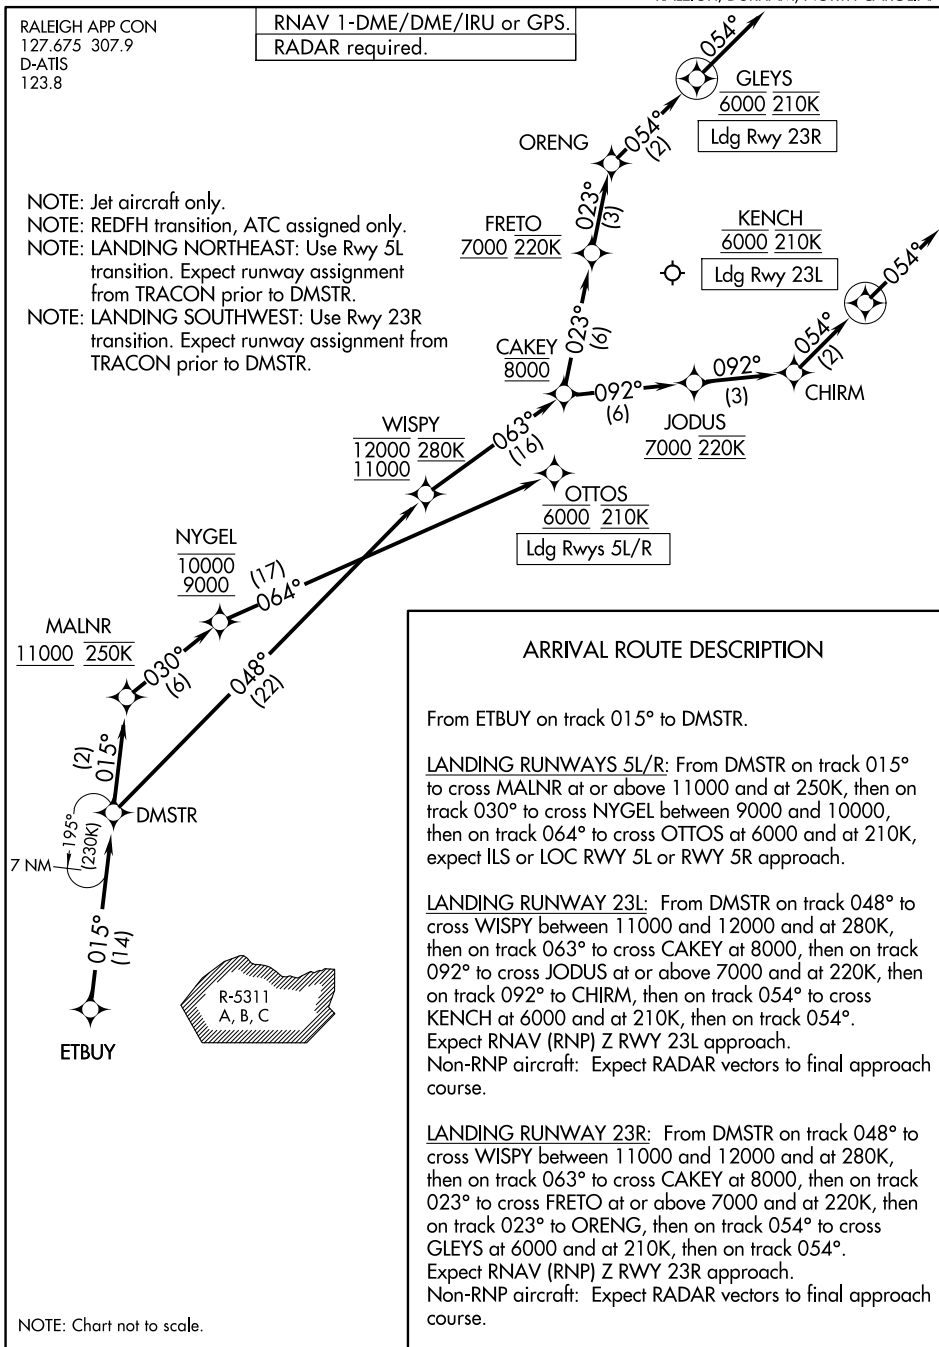 RALEIGH APP CON
127.675 307.9
D-ATIS
123.8
RNAV 1-DME/DME/IRU or GPS.
RADAR required.
NOTE: Jet aircraft only.
NOTE: REDFH transition, ATC assigned only.
NOTE: LANDING NORTHEAST: Use Rwy 5L
transition. Expect runway assignment
from TRACON prior to DMSTR.
NOTE: LANDING SOUTHWEST: Use Rwy 23R
transition. Expect runway assignment from
TRACON prior to DMSTR.
054°
GLEYS
6000 210K
Ldg Rwy 23R
054°
(2)
ORENG
023°
(3)
FRETO
7000 220K
KENCH
6000 210K
Ldg Rwy 23L
054°
023°
(6)
054°
(2)
CAKEY
8000
092°
(6)
092°
(3)
CHIRM
JODUS
7000 220K
WISPY
12000 280K
11000
063°
(16)
OTTOS
6000 210K
Ldg Rwys 5L/R
NYGEL
10000
9000
(17)
064°
MALNR
11000 250K
030°
(6)
048°
(22)
(2)
015°
DMSTR
195°
(230K)
7 NM
015°
(14)
R-5311
A, B, C
ETBUY
ARRIVAL ROUTE DESCRIPTION
From ETBUY on track 015° to DMSTR.
LANDING RUNWAYS 5L/R: From DMSTR on track 015°
to cross MALNR at or above 11000 and at 250K, then on
track 030° to cross NYGEL between 9000 and 10000,
then on track 064° to cross OTTOS at 6000 and at 210K,
expect ILS or LOC RWY 5L or RWY 5R approach.
LANDING RUNWAY 23L: From DMSTR on track 048° to
cross WISPY between 11000 and 12000 and at 280K,
then on track 063° to cross CAKEY at 8000, then on track
092° to cross JODUS at or above 7000 and at 220K, then
on track 092° to CHIRM, then on track 054° to cross
KENCH at 6000 and at 210K, then on track 054°.
Expect RNAV (RNP) Z RWY 23L approach.
Non-RNP aircraft: Expect RADAR vectors to final approach
course.
LANDING RUNWAY 23R: From DMSTR on track 048° to
cross WISPY between 11000 and 12000 and at 280K,
then on track 063° to cross CAKEY at 8000, then on track
023° to cross FRETO at or above 7000 and at 220K, then
on track 023° to ORENG, then on track 054° to cross
GLEYS at 6000 and at 210K, then on track 054°.
Expect RNAV (RNP) Z RWY 23R approach.
Non-RNP aircraft: Expect RADAR vectors to final approach
course.
NOTE: Chart not to scale.